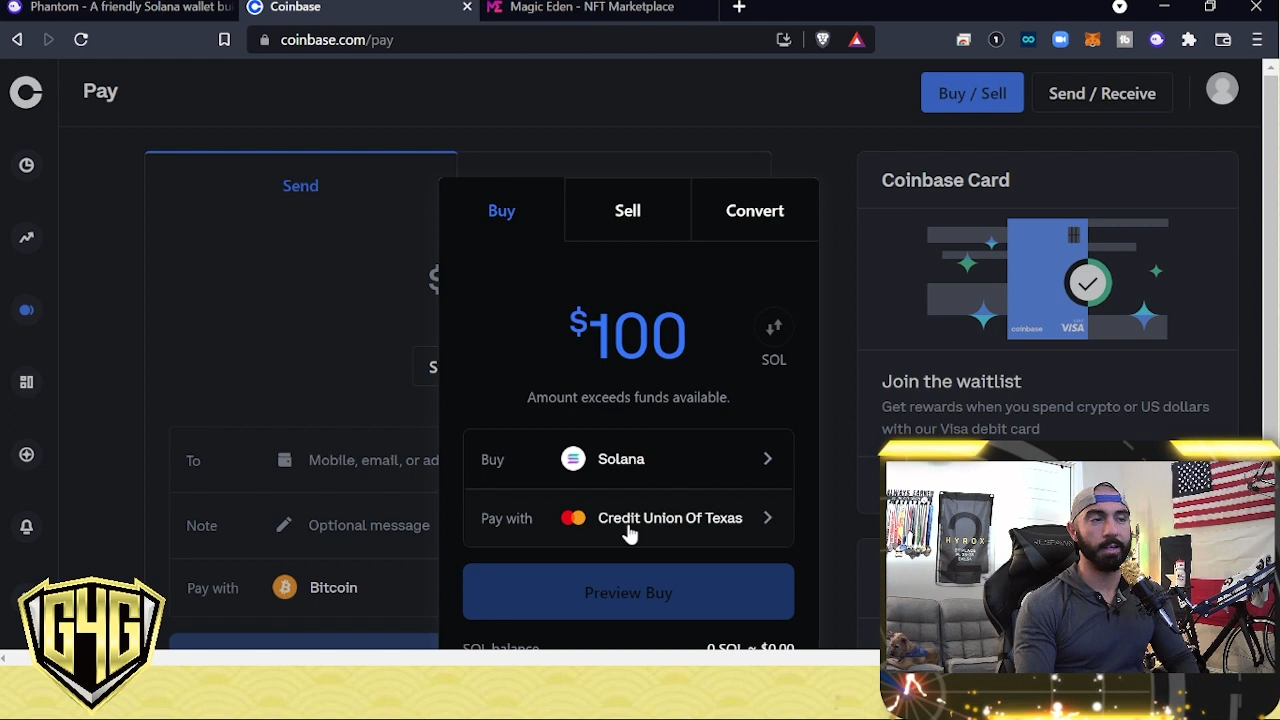 Phantom - A friendly Solana wallet bui
Coinbase
Magic Eden - NFT Marketplace
coinbase.com/pay
Pay
Buy / Sell
Send / Receive
Send
Buy
Sell
Convert
$100
SOL
Amount exceeds funds available.
Buy
Solana
Pay with
Credit Union Of Texas
Preview Buy
SOL balance
0 SOL ≈ $0.00
$
S
To
Mobile, email, or ad
Note
Optional message
Pay with
Bitcoin
Coinbase Card
coinbase
VISA
Join the waitlist
Get rewards when you spend crypto or US dollars
with our Visa debit card
G4G
ALWAYS EARNED
HYROX
RESPAWN